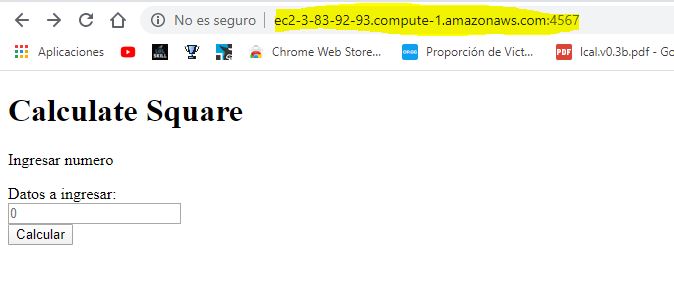 No es seguro | ec2-3-83-92-93.compute-1.amazonaws.com:4567
Aplicaciones Chrome Web Store... Proporción de Vict... PDF lcal.v0.3b.pdf - Go
Calculate Square
Ingresar numero
Datos a ingresar:
0
Calcular